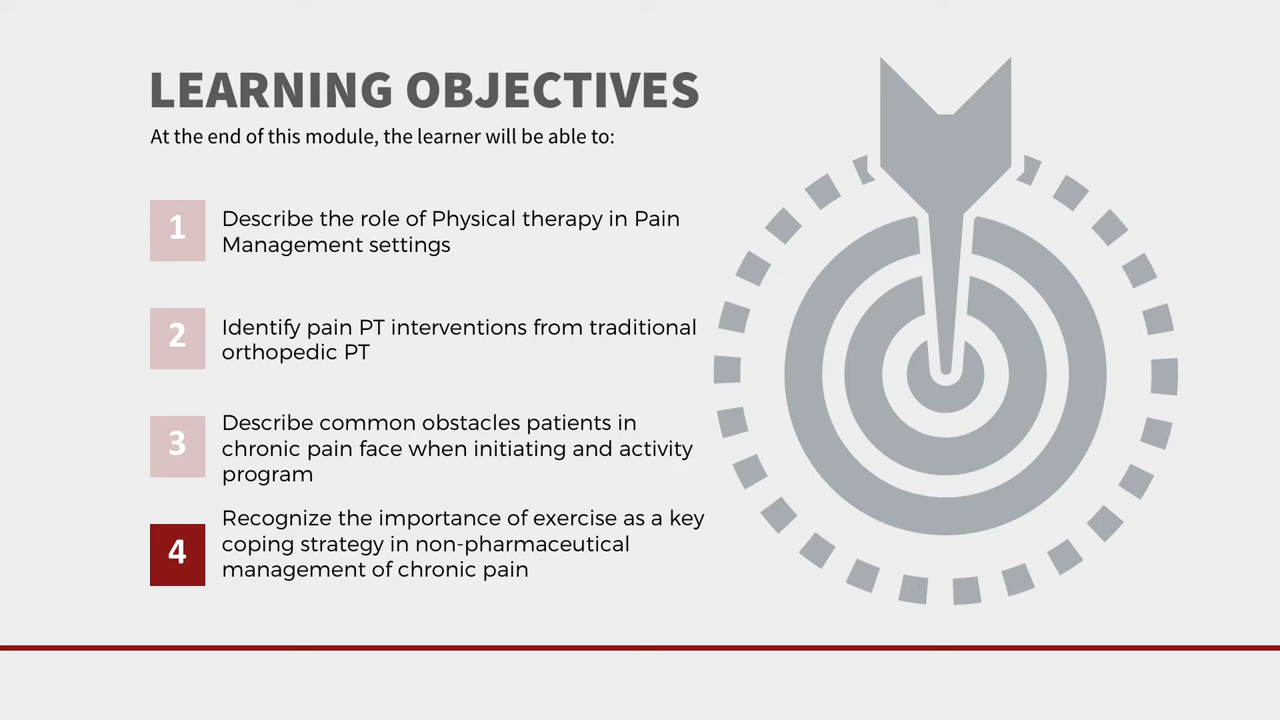 LEARNING OBJECTIVES
At the end of this module, the learner will be able to:
1
Describe the role of Physical therapy in Pain
Management settings
2
Identify pain PT interventions from traditional
orthopedic PT
3
Describe common obstacles patients in
chronic pain face when initiating and activity
program
4
Recognize the importance of exercise as a key
coping strategy in non-pharmaceutical
management of chronic pain